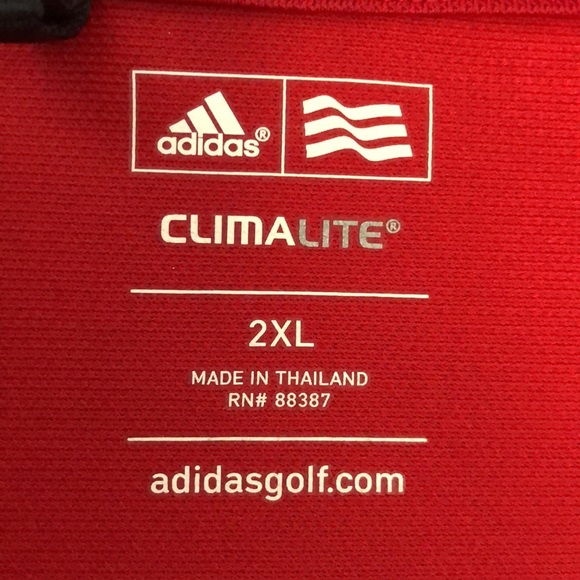 adidas®
CLIMALITE®
2XL
MADE IN THAILAND
RN# 88387
adidasgolf.com